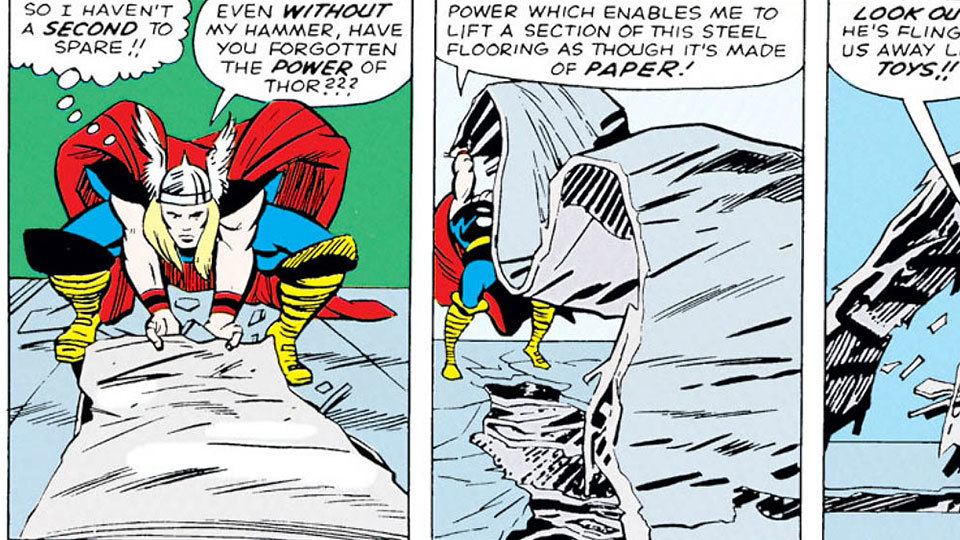 SO I HAVEN'T
A SECOND TO
SPARE!!
EVEN WITHOUT
MY HAMMER, HAVE
YOU FORGOTTEN
THE POWER OF
THOR???
POWER WHICH ENABLES ME TO
LIFT A SECTION OF THIS STEEL
FLOORING AS THOUGH IT'S MADE
OF PAPER!
LOOK OU
HE'S FLING
US AWAY L
TOYS!!